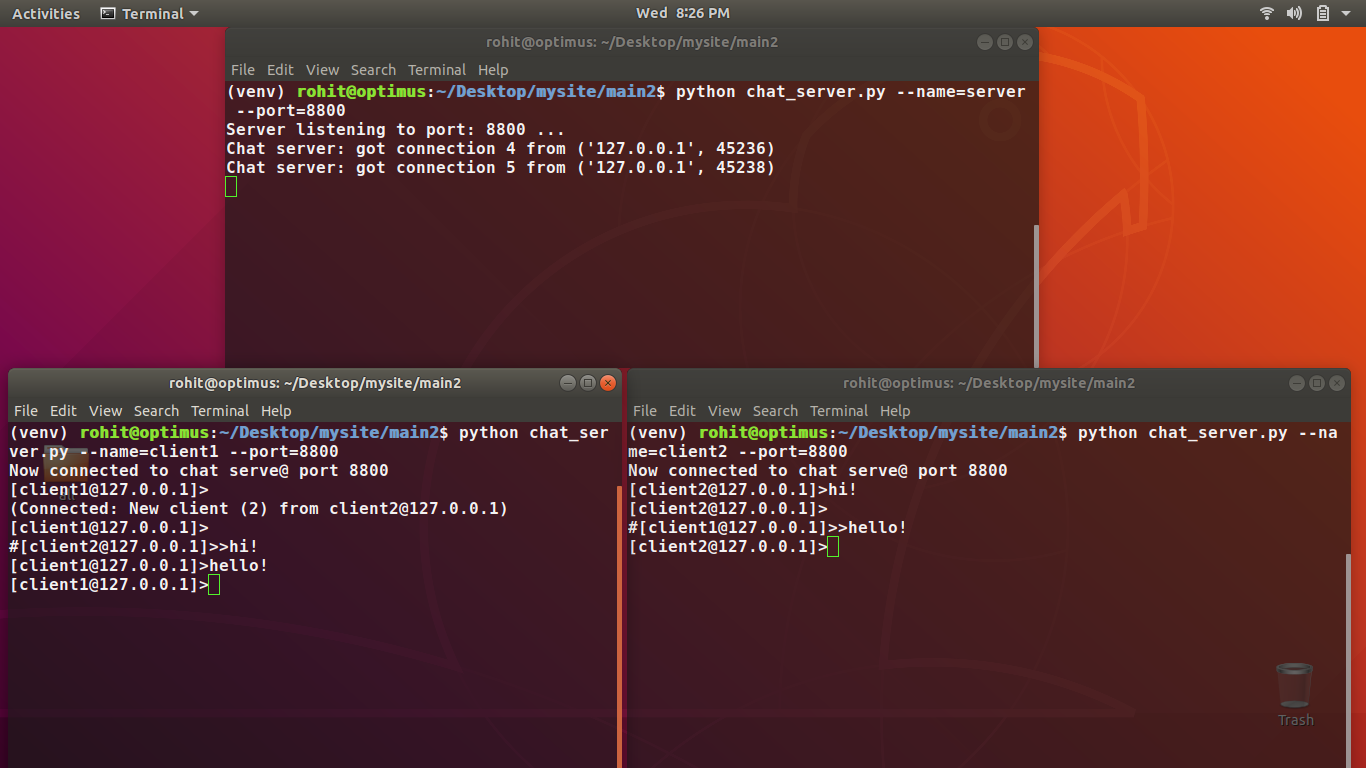 Activities Terminal Wed 8:26 PM
rohit@optimus: ~/Desktop/mysite/main2
File Edit View Search Terminal Help
(venv) rohit@optimus:~/Desktop/mysite/main2$ python chat_server.py --name=server
 --port=8800
Server listening to port: 8800 ...
Chat server: got connection 4 from ('127.0.0.1', 45236)
Chat server: got connection 5 from ('127.0.0.1', 45238)
rohit@optimus: ~/Desktop/mysite/main2
File Edit View Search Terminal Help
(venv) rohit@optimus:~/Desktop/mysite/main2$ python chat_ser
ver.py --name=client1 --port=8800
Now connected to chat serve@ port 8800
[client1@127.0.0.1]>
(Connected: New client (2) from client2@127.0.0.1)
[client1@127.0.0.1]>
#[client2@127.0.0.1]>>hi!
[client1@127.0.0.1]>hello!
[client1@127.0.0.1]>
rohit@optimus: ~/Desktop/mysite/main2
File Edit View Search Terminal Help
(venv) rohit@optimus:~/Desktop/mysite/main2$ python chat_server.py --na
me=client2 --port=8800
Now connected to chat serve@ port 8800
[client2@127.0.0.1]>hi!
[client2@127.0.0.1]>
#[client1@127.0.0.1]>>hello!
[client2@127.0.0.1]>
Trash